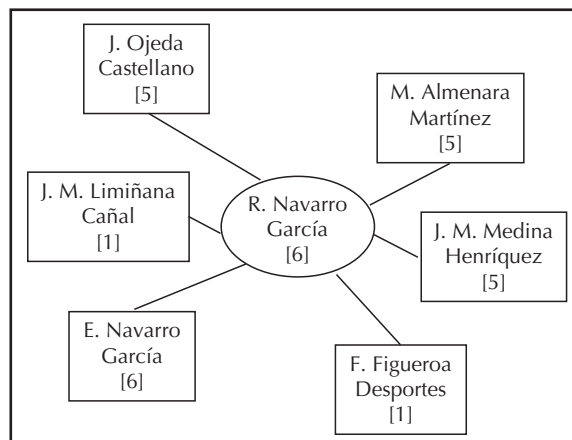 J. Ojeda
Castellano
[5]
M. Almenara
Martínez
[5]
J. M. Limiñana
Cañal
[1]
R. Navarro
García
[6]
J. M. Medina
Henríquez
[5]
E. Navarro
García
[6]
F. Figueroa
Desportes
[1]